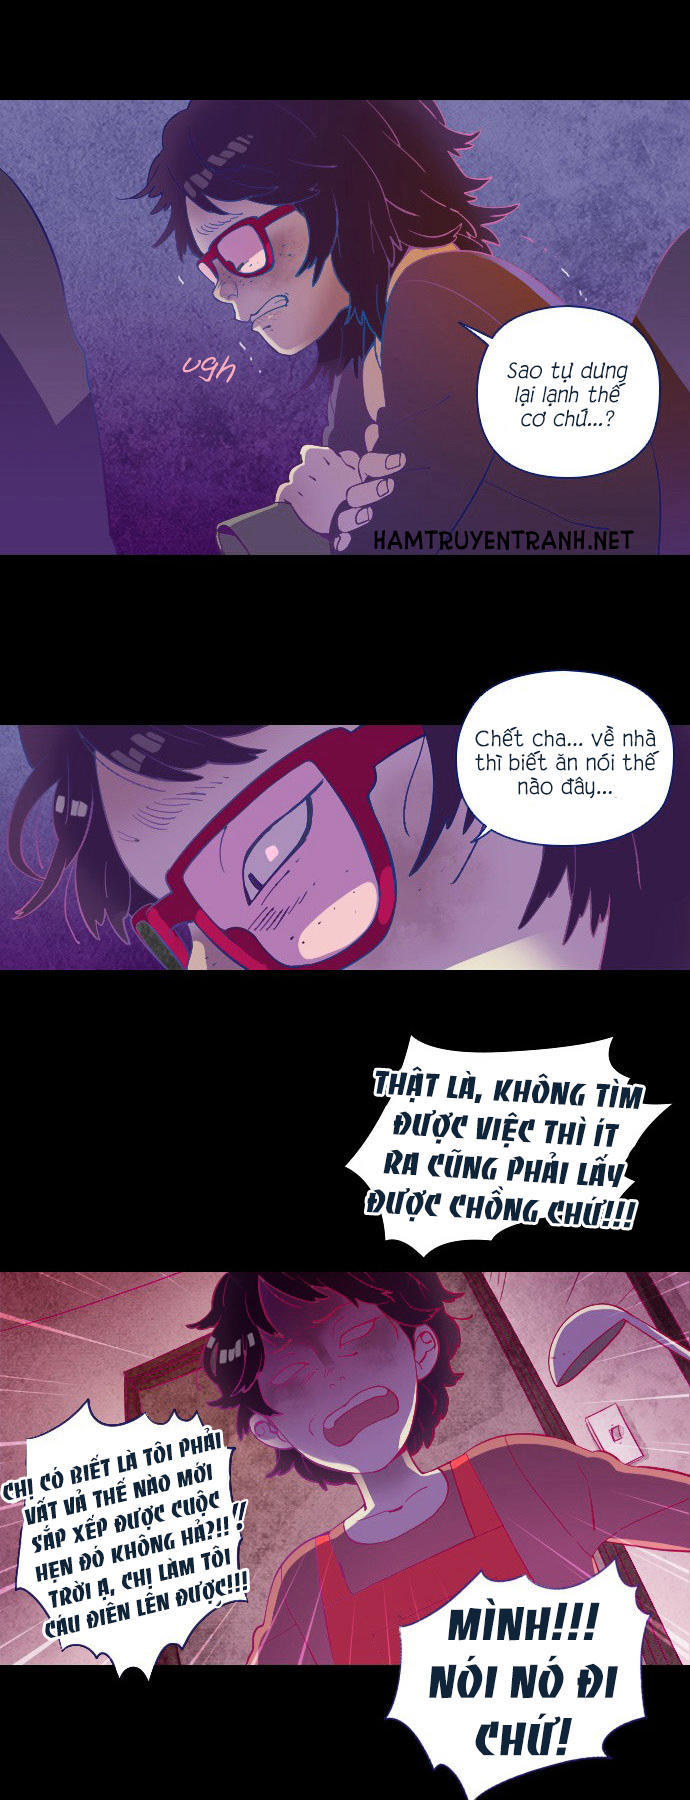 ugh
Sao tự dưng
lại lạnh thế
cơ chứ...?
HAMTRUYENTRANH.NET
Chết cha... về nhà
thì biết ăn nói thế
nào đây...
THẬT LÀ, KHÔNG TÌM
ĐƯỢC VIỆC THÌ ÍT
RA CŨNG PHẢI LẤY
ĐƯỢC CHỒNG CHỨ!!!
CHỊ CÓ BIẾT LÀ TÔI PHẢI
VẤT VẢ THẾ NÀO MỚI
SẮP XẾP ĐƯỢC CUỘC
HẸN ĐÓ KHÔNG HẢ?!!
TRỜI Ạ, CHỊ LÀM TÔI
CÁU ĐIÊN LÊN ĐƯỢC!!!
MÌNH!!!
NÓI NÓ ĐI
CHỨ!